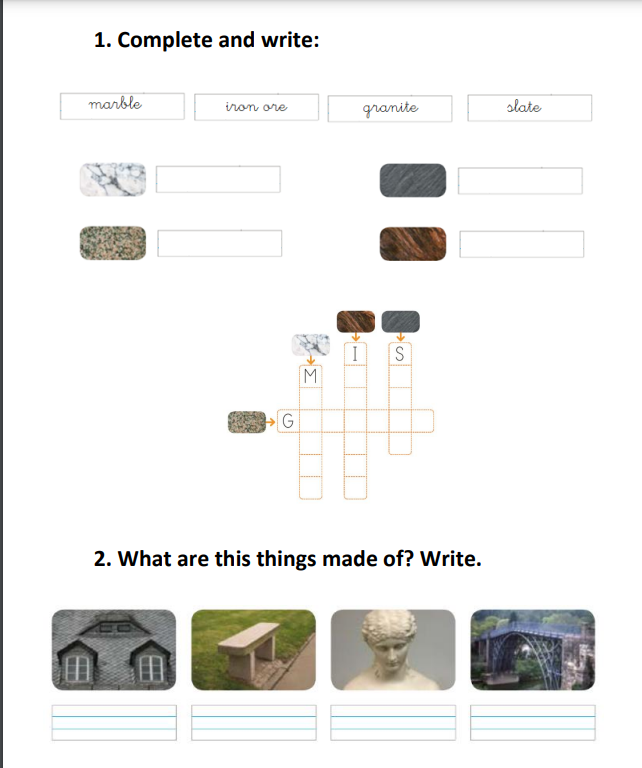 1. Complete and write:
marble iron ore granite slate
I S
M
G
2. What are this things made of? Write.